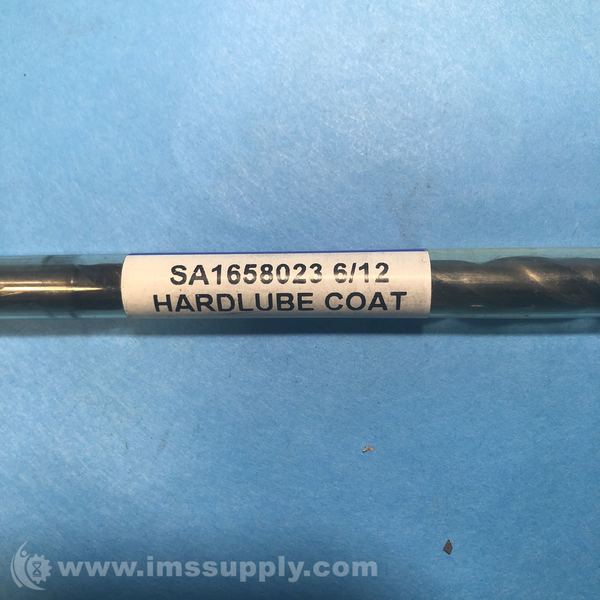 SA1658023 6/12
HARDLUBE COAT
www.imssupply.com